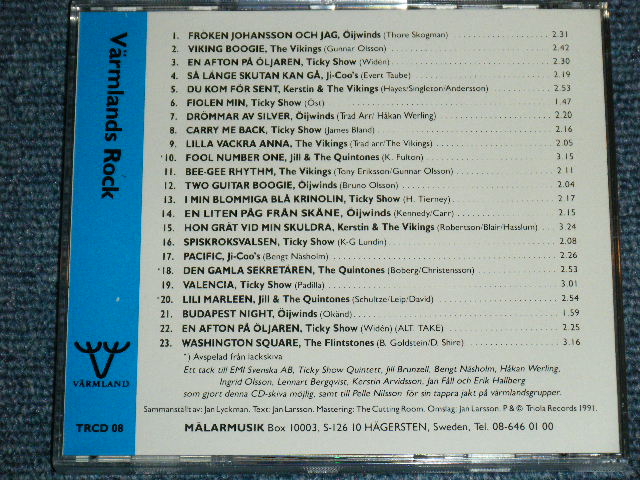 Värmlands Rock
VÄRMLAND
TRCD 08
1. FRÖKEN JOHANSSON OCH JAG, Öijwinds (Thore Skogman) 2.31
2. VIKING BOOGIE, The Vikings (Gunnar Olsson) 2.42
3. EN AFTON PÅ ÖLJAREN, Ticky Show (Widén) 2.30
4. SÅ LÄNGE SKUTAN KAN GÅ, Ji-Coo's (Evert Taube) 2.19
5. DU KOM FÖR SENT, Kerstin & The Vikings (Hayes/Singleton/Andersson) 2.53
6. FIOLEN MIN, Ticky Show (Öst) 1.47
7. DRÖMMAR AV SILVER, Öijwinds (Trad Arr/ Håkan Werling) 2.20
8. CARRY ME BACK, Ticky Show (James Bland) 2.16
9. LILLA VACKRA ANNA, The Vikings (Trad arr/The Vikings) 2.05
*10. FOOL NUMBER ONE, Jill & The Quintones (K. Fulton) 3.15
11. BEE-GEE RHYTHM, The Vikings (Tony Eriksson/Gunnar Olsson) 2.11
12. TWO GUITAR BOOGIE, Öijwinds (Bruno Olsson) 2.04
13. I MIN BLOMMIGA BLÅ KRINOLIN, Ticky Show (H. Tierney) 2.17
14. EN LITEN PÅG FRÅN SKÅNE, Öijwinds (Kennedy/Carr) 2.15
15. HON GRÄT VID MIN SKULDRA, Kerstin & The Vikings (Robertson/Blair/Hasslum) 3.24
16. SPISKROKSVALSEN, Ticky Show (K-G Lundin) 2.08
17. PACIFIC, Ji-Coo's (Bengt Näsholm) 2.26
*18. DEN GAMLA SEKRETÄREN, The Quintones (Boberg/Christensson) 2.53
19. VALENCIA, Ticky Show (Padilla) 3.01
*20. LILI MARLEEN, Jill & The Quintones (Schultze/Leip/David) 2.54
21. BUDAPEST NIGHT, Öijwinds (Okänd) 1.59
22. EN AFTON PÅ ÖLJAREN, Ticky Show (Widén) (ALT. TAKE) 2.25
23. WASHINGTON SQUARE, The Flintstones (B. Goldstein/D. Shire) 3.16
*) Avspelad från lackskiva
Ett tack till EMI Svenska AB, Ticky Show Quintett, Jill Brunzell, Bengt Näsholm, Håkan Werling,
Ingrid Olsson, Lennart Bergqvist, Kerstin Arvidsson, Jan Fäll och Erik Hallberg
som gjort denna CD-skiva möjlig, samt till Pelle Nilsson för sin tappra jakt på värmlandsgrupper.
Sammanställt av: Jan Lyckman. Text: Jan Larsson. Mastering: The Cutting Room. Omslag: Jan Larsson. P & © Triola Records 1991.
MÄLARMUSIK Box 10003, S-126 10 HÄGERSTEN, Sweden, Tel. 08-646 01 00